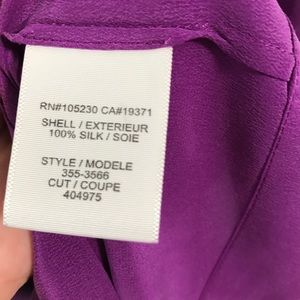 RN#105230 CA#19371
SHELL / EXTERIEUR
100% SILK / SOIE
STYLE / MODELE
355-3566
CUT / COUPE
404975